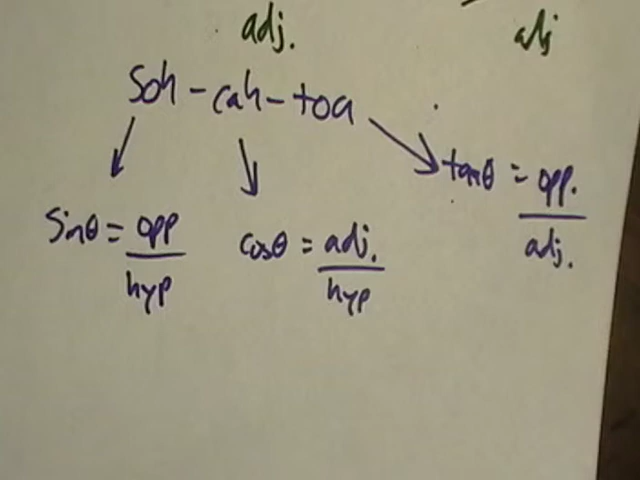 adj. adj
Soh - cah - toa
sinθ = opp / hyp
cosθ = adj. / hyp
tanθ = opp. / adj.